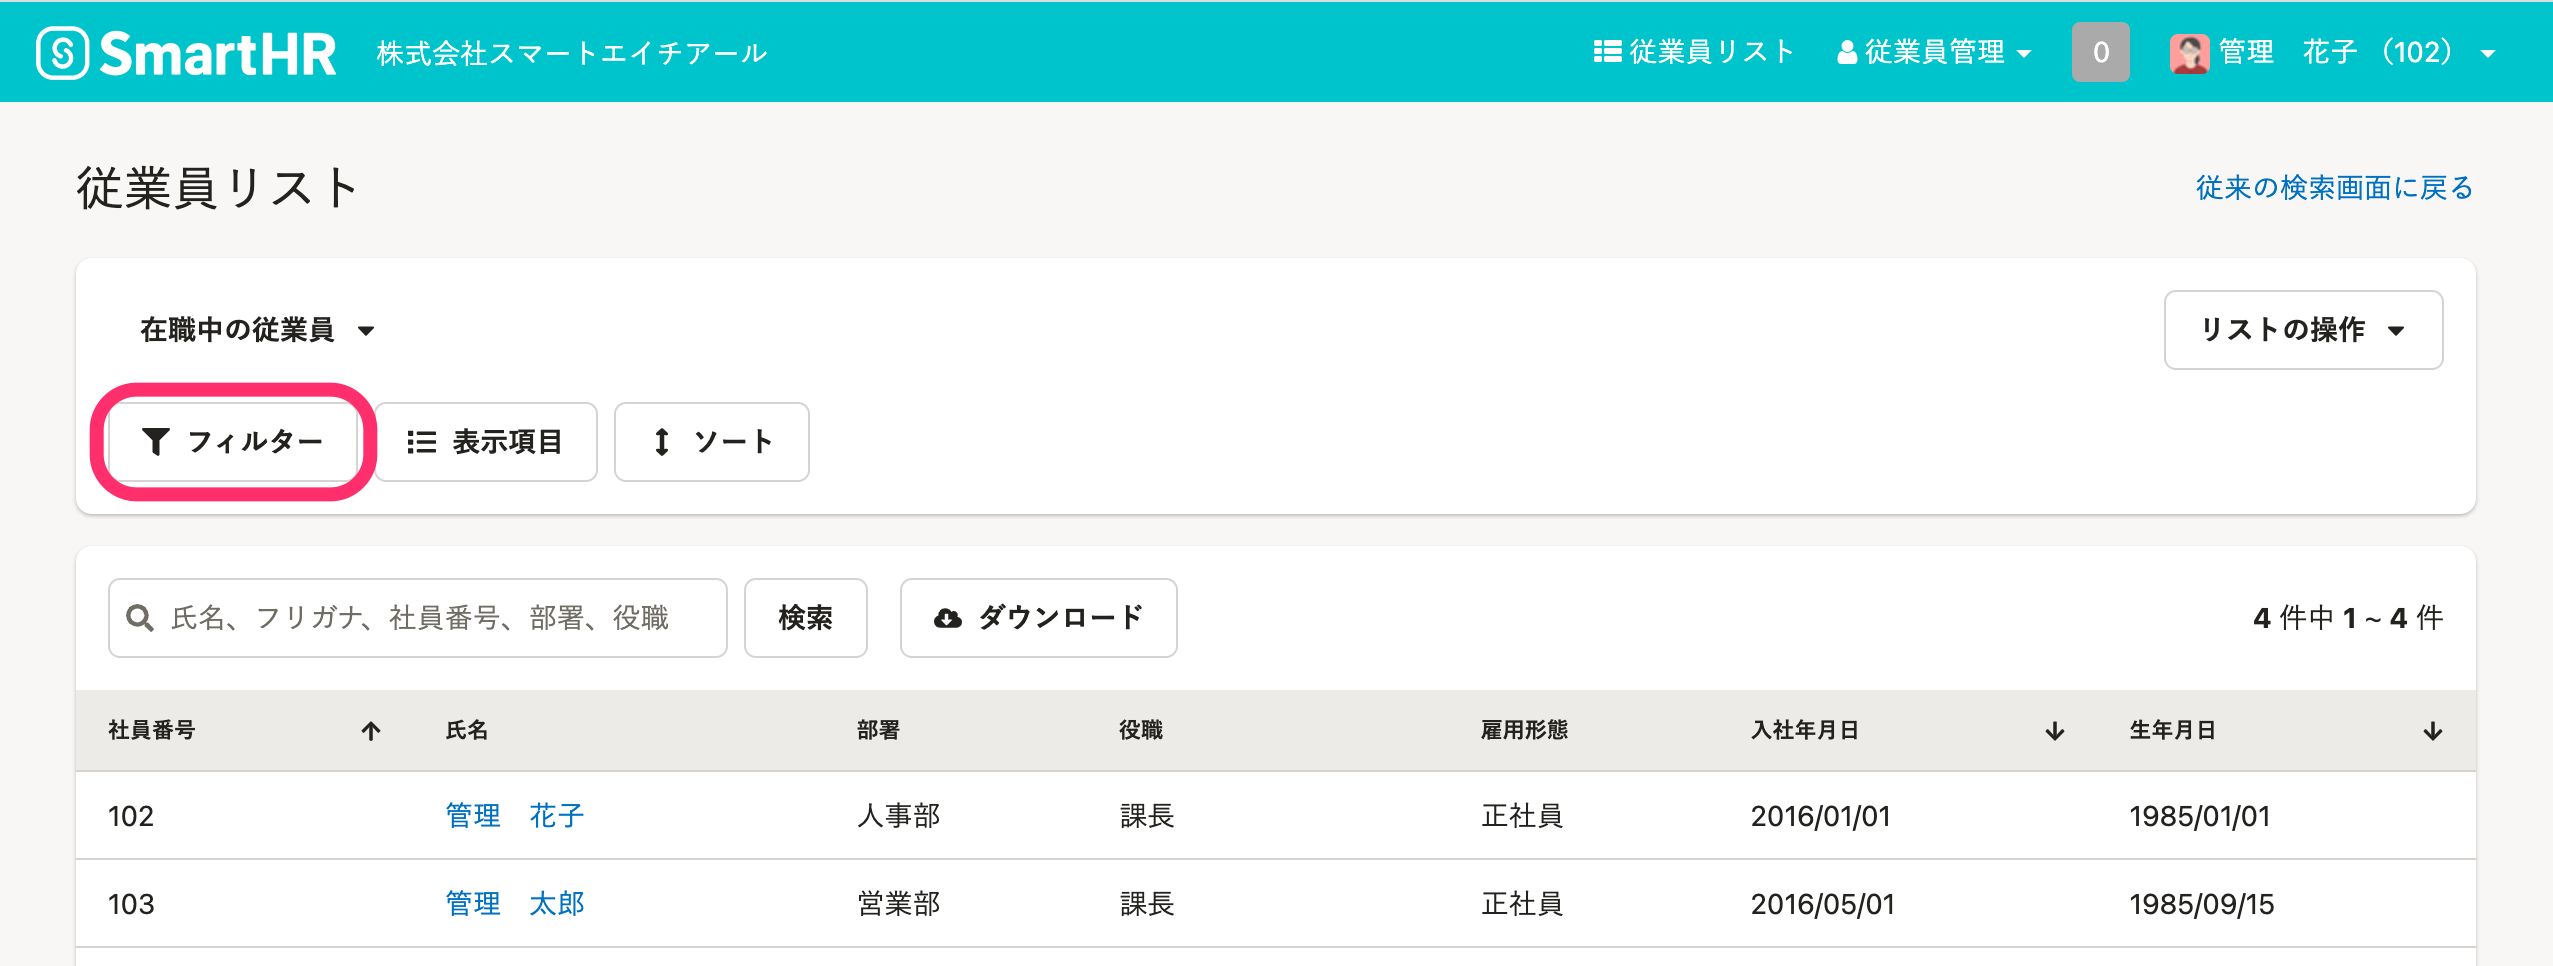 SmartHR 株式会社スマートエイチアール 従業員リスト 従業員管理 0 管理 花子 (102)
従業員リスト 従来の検索画面に戻る
在職中の従業員 リストの操作
フィルター 表示項目 ソート
氏名、フリガナ、社員番号、部署、役職 検索 ダウンロード 4 件中 1 ~ 4 件
社員番号 氏名 部署 役職 雇用形態 入社年月日 生年月日
102 管理 花子 人事部 課長 正社員 2016/01/01 1985/01/01
103 管理 太郎 営業部 課長 正社員 2016/05/01 1985/09/15